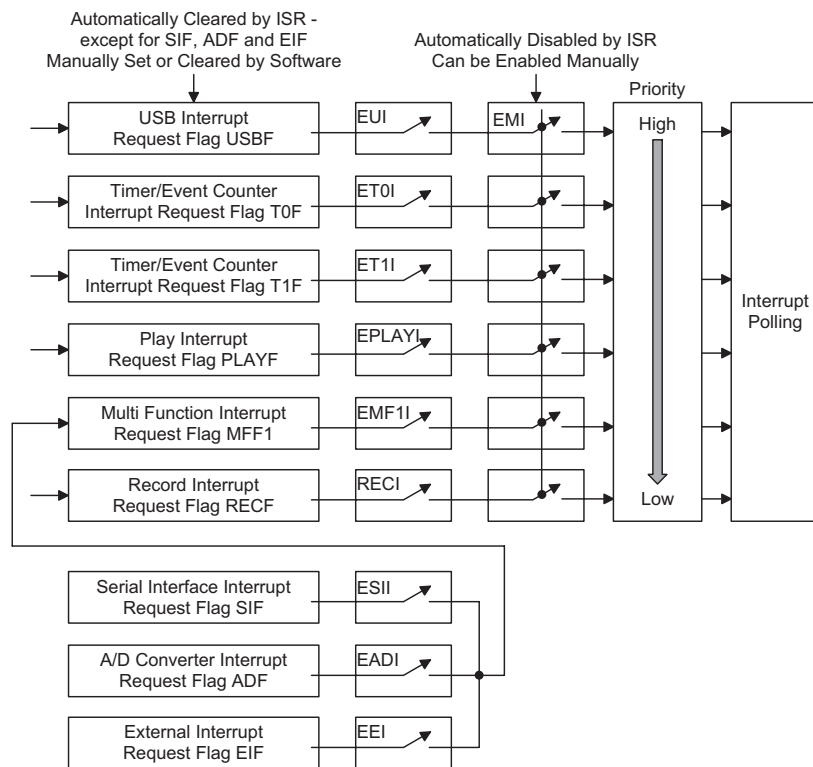 Automatically Cleared by ISR -
except for SIF, ADF and EIF
Manually Set or Cleared by Software
Automatically Disabled by ISR
Can be Enabled Manually
Priority
USB Interrupt
Request Flag USBF
EUI
EMI
High
Timer/Event Counter
Interrupt Request Flag T0F
ET0I
Timer/Event Counter
Interrupt Request Flag T1F
ET1I
Interrupt
Polling
Play Interrupt
Request Flag PLAYF
EPLAYI
Multi Function Interrupt
Request Flag MFF1
EMF1I
Record Interrupt
Request Flag RECF
RECI
Low
Serial Interface Interrupt
Request Flag SIF
ESII
A/D Converter Interrupt
Request Flag ADF
EADI
External Interrupt
Request Flag EIF
EEI